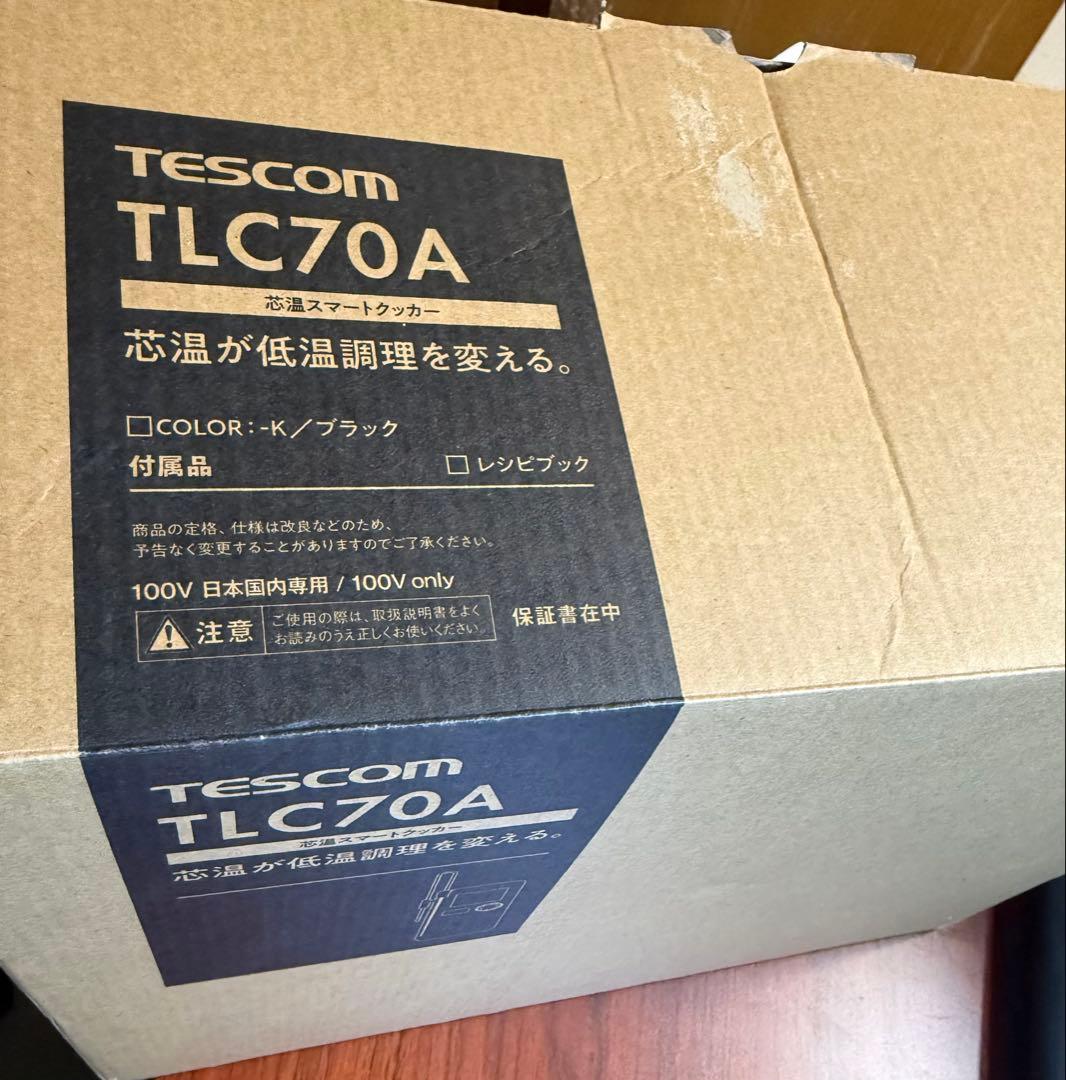 TESCOM
TLC70A
芯温スマートクッカー
芯温が低温調理を変える。
□COLOR:-K／ブラック
付属品 □ レシピブック
商品の定格、仕様は改良などのため、
予告なく変更することがありますのでご了承ください。
100V 日本国内専用 / 100V only
注意 ご使用の際は、取扱説明書をよく
お読みのうえ正しくお使いください。
保証書在中
TESCOM
TLC70A
芯温スマートクッカー
芯温が低温調理を変える。